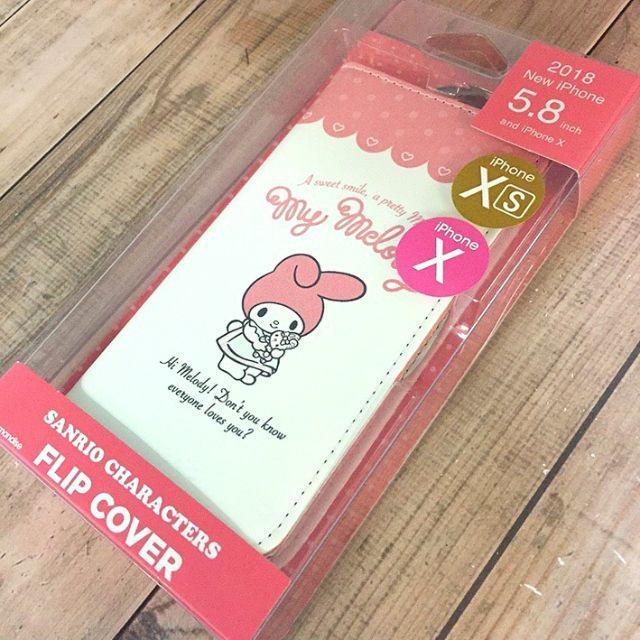 2018
New iPhone
5.8 inch
and iPhone X
iPhone
XS
iPhone
X
A sweet smile, a pretty
My Melody
Hi Melody! Don't you know
everyone loves you?
SANRIO CHARACTERS
FLIP COVER